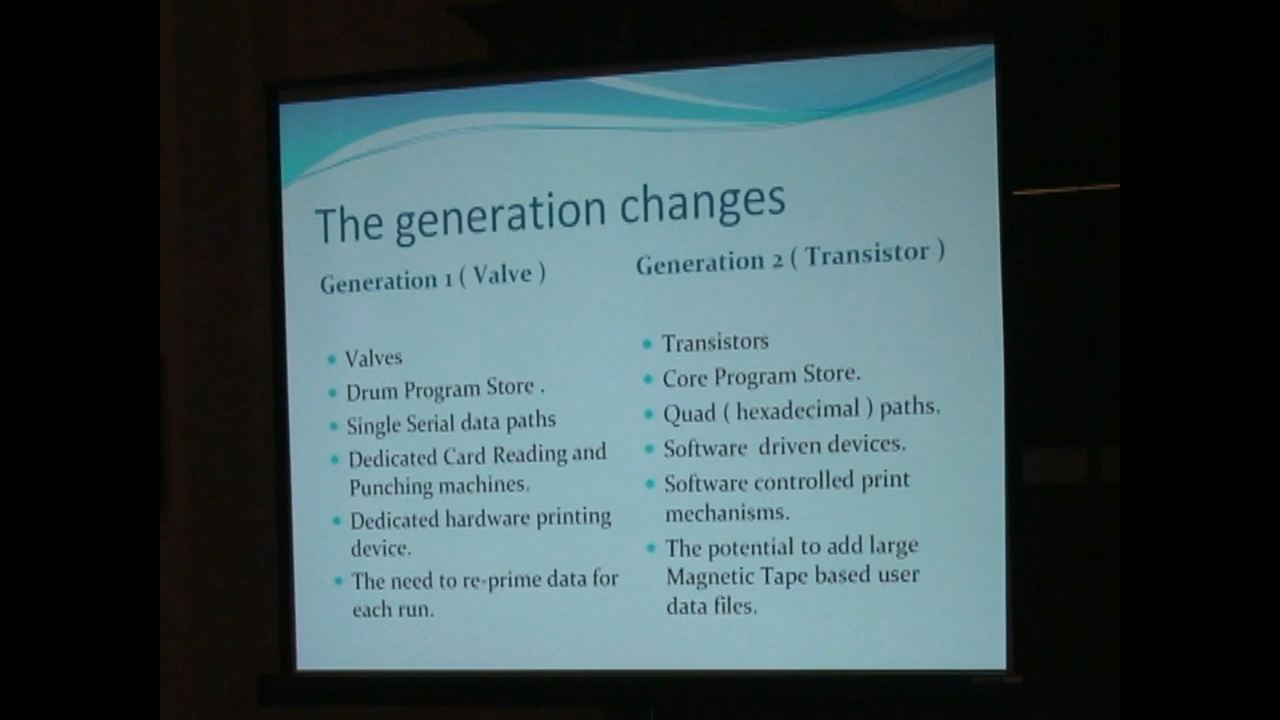 The generation changes
Generation 1 ( Valve )
• Valves
• Drum Program Store .
• Single Serial data paths
• Dedicated Card Reading and
Punching machines.
• Dedicated hardware printing
device.
• The need to re-prime data for
each run.
Generation 2 ( Transistor )
• Transistors
• Core Program Store.
• Quad ( hexadecimal ) paths.
• Software driven devices.
• Software controlled print
mechanisms.
• The potential to add large
Magnetic Tape based user
data files.